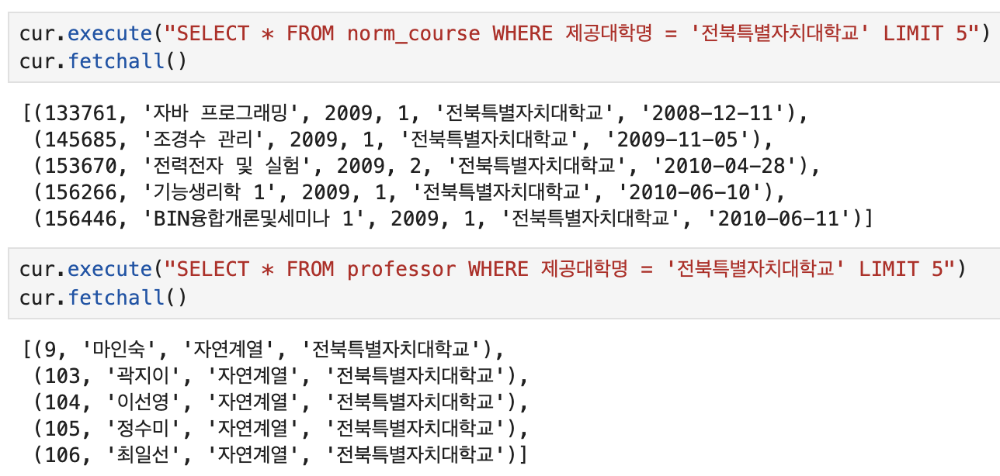 cur.execute("SELECT * FROM norm_course WHERE 제공대학명 = '전북특별자치대학교' LIMIT 5")
cur.fetchall()
[(133761, '자바 프로그래밍', 2009, 1, '전북특별자치대학교', '2008-12-11'),
(145685, '조경수 관리', 2009, 1, '전북특별자치대학교', '2009-11-05'),
(153670, '전력전자 및 실험', 2009, 2, '전북특별자치대학교', '2010-04-28'),
(156266, '기능생리학 1', 2009, 1, '전북특별자치대학교', '2010-06-10'),
(156446, 'BIN융합개론및세미나 1', 2009, 1, '전북특별자치대학교', '2010-06-11')]
cur.execute("SELECT * FROM professor WHERE 제공대학명 = '전북특별자치대학교' LIMIT 5")
cur.fetchall()
[(9, '마인숙', '자연계열', '전북특별자치대학교'),
(103, '곽지이', '자연계열', '전북특별자치대학교'),
(104, '이선영', '자연계열', '전북특별자치대학교'),
(105, '정수미', '자연계열', '전북특별자치대학교'),
(106, '최일선', '자연계열', '전북특별자치대학교')]